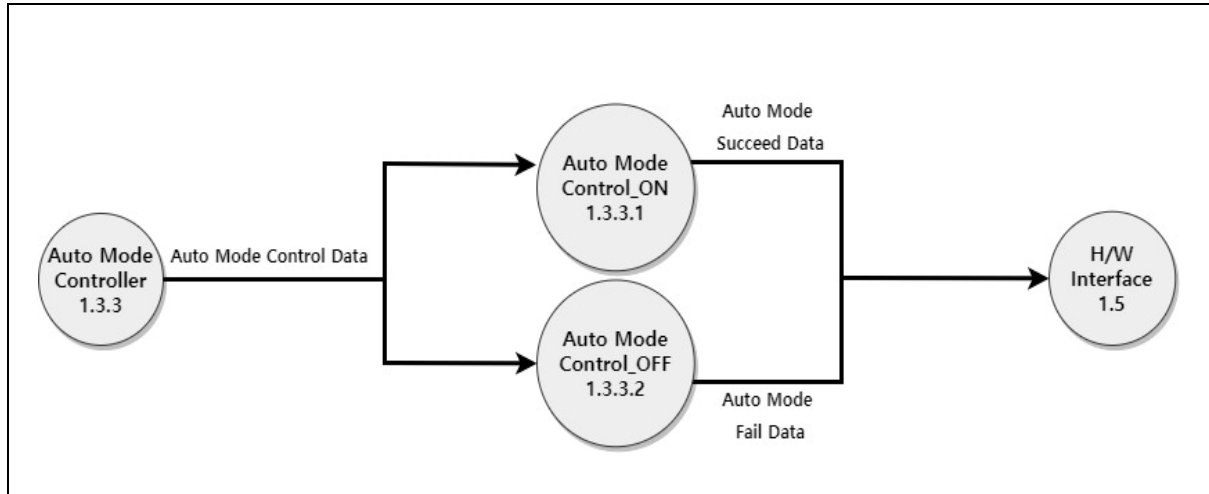 Auto Mode
Controller
1.3.3
Auto Mode Control Data
Auto Mode
Control_ON
1.3.3.1
Auto Mode
Succeed Data
Auto Mode
Control_OFF
1.3.3.2
Auto Mode
Fail Data
H/W
Interface
1.5